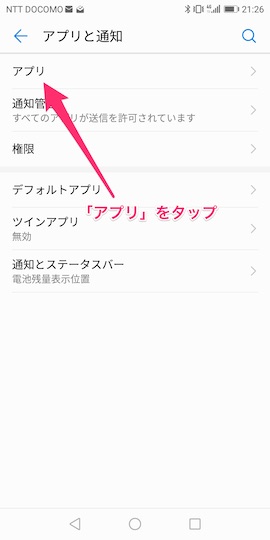 NTT DOCOMO 21:26
アプリと通知
アプリ
通知管
すべてのアプリが送信を許可されています
権限
デフォルトアプリ
「アプリ」をタップ
ツインアプリ
無効
通知とステータスバー
電池残量表示位置